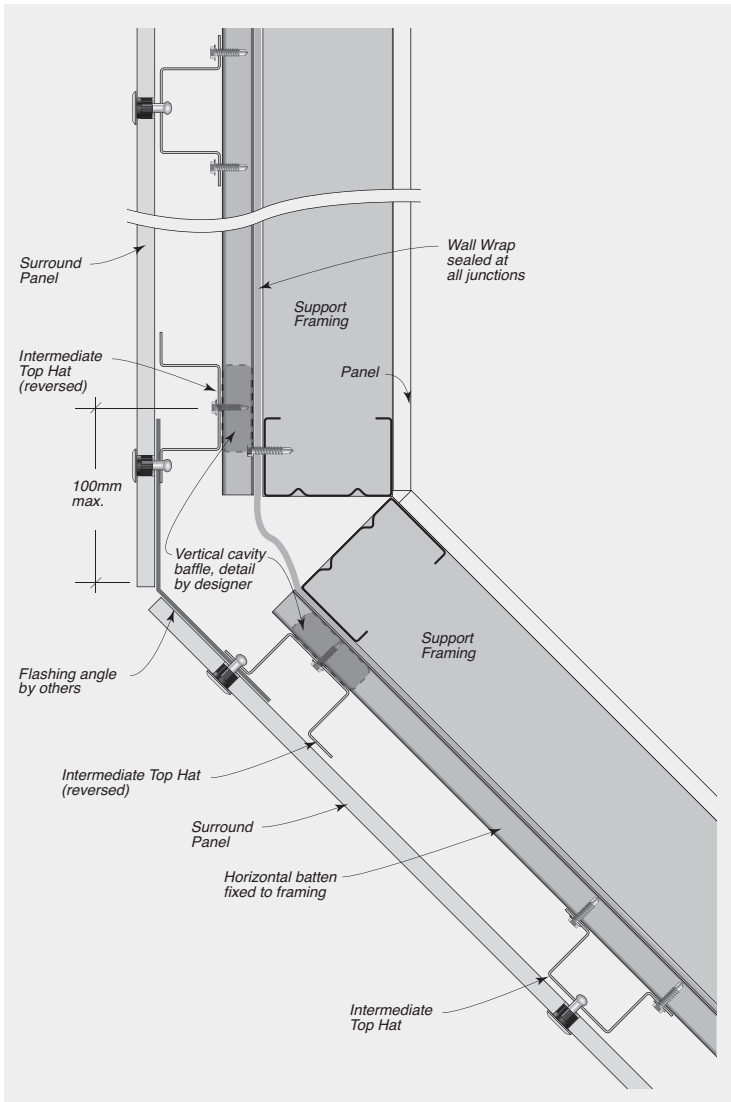 Wall Wrap
sealed at
all junctions
Surround
Panel
Support
Framing
Intermediate
Top Hat
(reversed)
Panel
100mm
max.
Vertical cavity
baffle, detail
by designer
Support
Framing
Flashing angle
by others
Intermediate Top Hat
(reversed)
Surround
Panel
Horizontal batten
fixed to framing
Intermediate
Top Hat